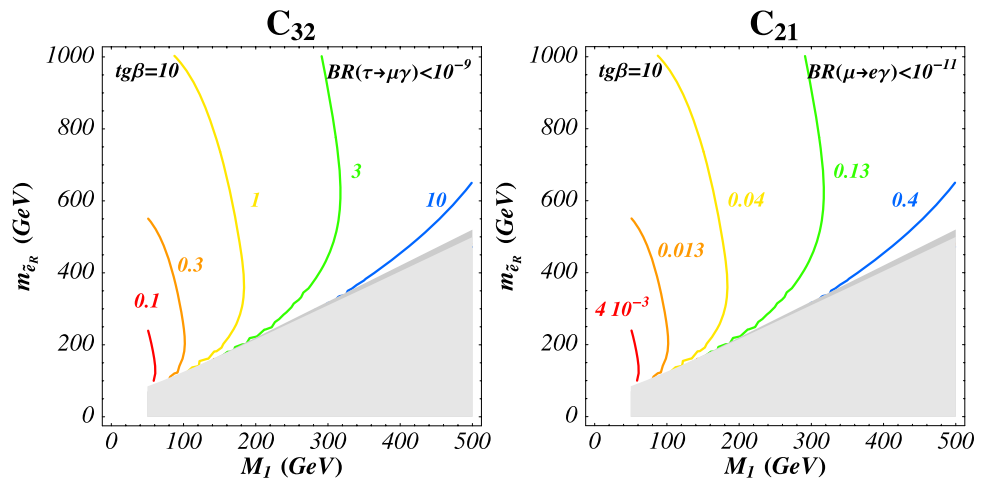 C32
tgβ=10
BR(τ→μγ)<10⁻⁹
1000
800
600
400
200
0
m_ẽR (GeV)
0.1
0.3
1
3
10
0 100 200 300 400 500
M1 (GeV)
C21
tgβ=10
BR(μ→eγ)<10⁻¹¹
1000
800
600
400
200
0
m_ẽR (GeV)
4 10⁻³
0.013
0.04
0.13
0.4
0 100 200 300 400 500
M1 (GeV)